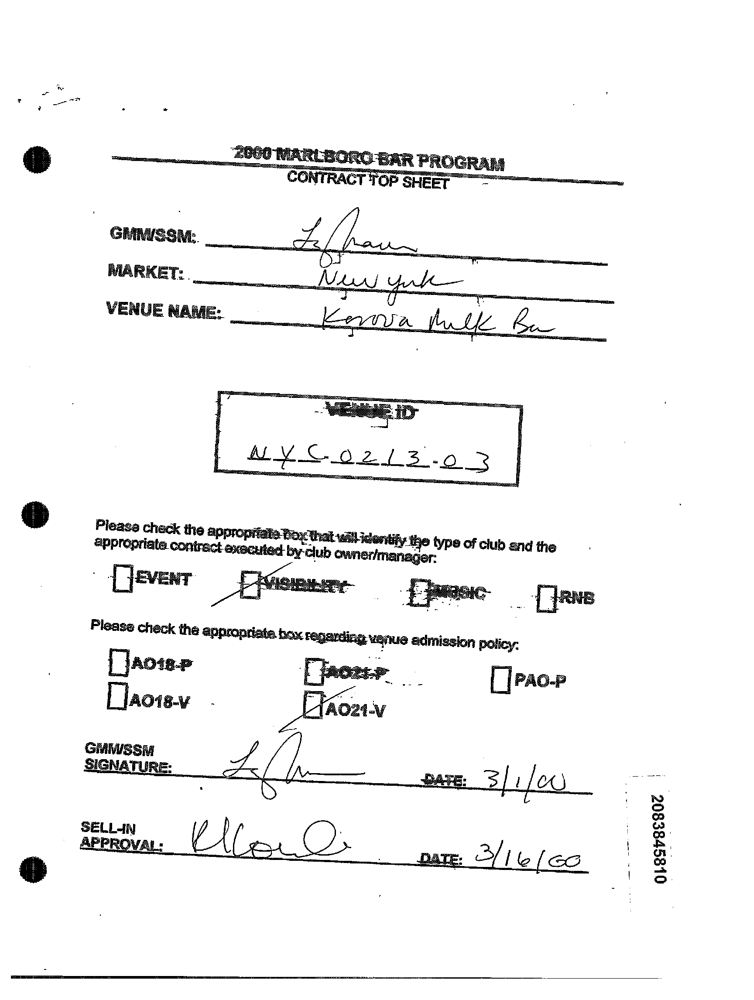 2000 MARLBORO BAR PROGRAM
CONTRACT TOP SHEET
GMM/SSM:
MARKET: New York
VENUE NAME: Korova Milk Bar
VENUE ID
NYC-0213-03
Please check the appropriate box that will identify the type of club and the
appropriate contract executed by club owner/manager:
EVENT VISIBILITY MUSIC RNB
Please check the appropriate box regarding venue admission policy:
AO18-P AO21-P PAO-P
AO18-V AO21-V
GMM/SSM
SIGNATURE: DATE: 3/1/00
SELL-IN
APPROVAL: DATE: 3/16/00
2083845810